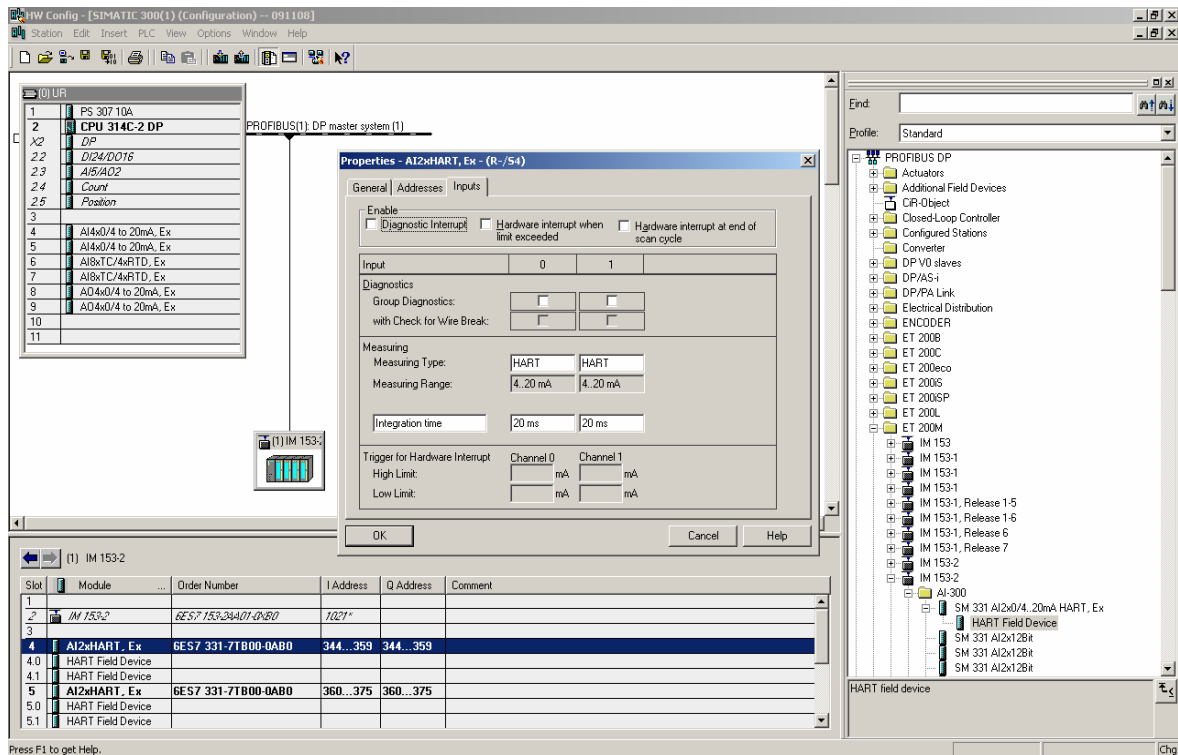 HW Config - [SIMATIC 300(1) (Configuration) -- 091108]
Station Edit Insert PLC View Options Window Help
(0) UR
1 PS 307 10A
2 CPU 314C-2 DP
X2 DP
2.2 DI24/DO16
2.3 AI5/AO2
2.4 Count
2.5 Position
3
4 AI4x0/4 to 20mA, Ex
5 AI4x0/4 to 20mA, Ex
6 AI8xTC/4xRTD, Ex
7 AI8xTC/4xRTD, Ex
8 AO4x0/4 to 20mA, Ex
9 AO4x0/4 to 20mA, Ex
10
11
PROFIBUS(1): DP master system (1)
(1) IM 153-2
Properties - AI2xHART, Ex - (R-/S4)
General Addresses Inputs
Enable
Diagnostic Interrupt
Hardware interrupt when
limit exceeded
Hardware interrupt at end of
scan cycle
Input 0 1
Diagnostics
Group Diagnostics:
with Check for Wire Break:
Measuring
Measuring Type: HART HART
Measuring Range: 4..20 mA 4..20 mA
Integration time 20 ms 20 ms
Trigger for Hardware Interrupt Channel 0 Channel 1
High Limit: mA mA
Low Limit: mA mA
OK Cancel Help
Find:
Profile: Standard
PROFIBUS DP
Actuators
Additional Field Devices
CiR-Object
Closed-Loop Controller
Configured Stations
Converter
DP V0 slaves
DP/AS-i
DP/PA Link
Electrical Distribution
ENCODER
ET 200B
ET 200C
ET 200eco
ET 200iS
ET 200iSP
ET 200L
ET 200M
IM 153
IM 153-1
IM 153-1
IM 153-1
IM 153-1, Release 1-5
IM 153-1, Release 1-6
IM 153-1, Release 6
IM 153-1, Release 7
IM 153-2
IM 153-2
AI-300
SM 331 AI2x0/4..20mA HART, Ex
HART Field Device
SM 331 AI2x12Bit
SM 331 AI2x12Bit
SM 331 AI2x12Bit
HART field device
(1) IM 153-2
Slot Module ... Order Number I Address Q Address Comment
1
2 IM 153-2 6ES7 153-2AA01-0XB0 1021*
3
4 AI2xHART, Ex 6ES7 331-7TB00-0AB0 344...359 344...359
4.0 HART Field Device
4.1 HART Field Device
5 AI2xHART, Ex 6ES7 331-7TB00-0AB0 360...375 360...375
5.0 HART Field Device
5.1 HART Field Device
Press F1 to get Help.
Chg